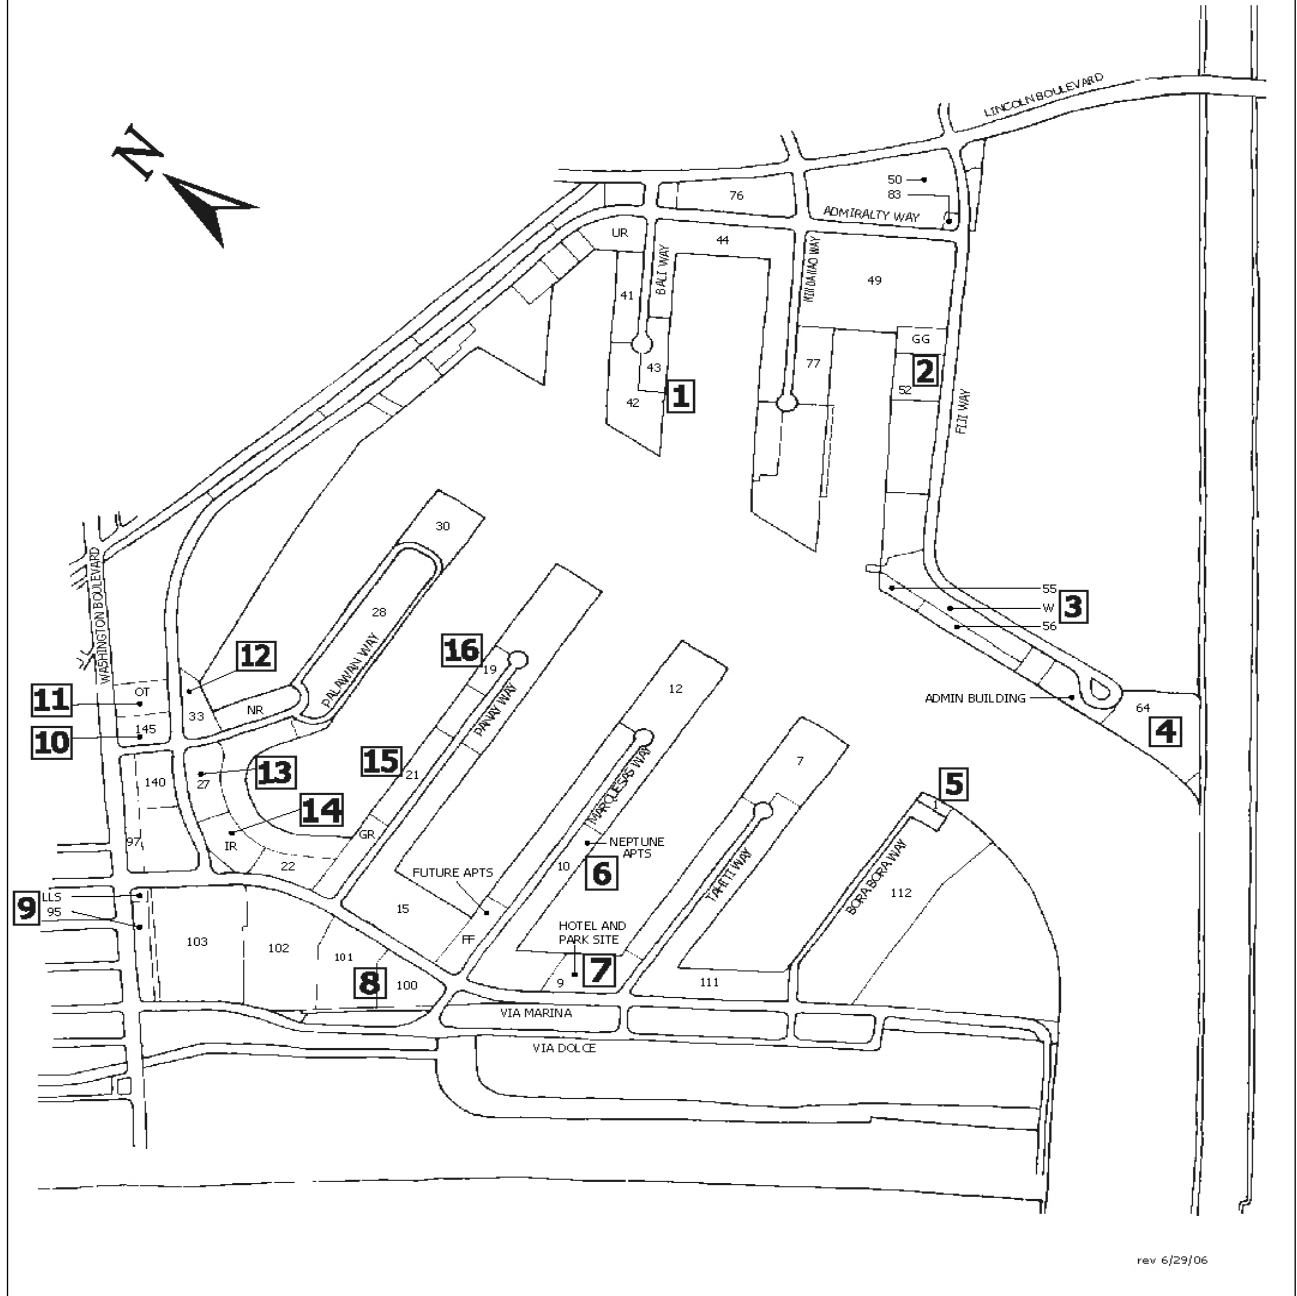 LINCOLN BOULEVARD
N
50
83
76
ADMIRALTY WAY
UR
44
BALI WAY
MINDANAO WAY
49
41
GG
77
2
43
52
1
42
FIJI WAY
30
WASHINGTON BOULEVARD
55
28
W
3
56
PALAWAN WAY
16
12
19
11
OT
12
ADMIN BUILDING
PANAY WAY
NR
33
64
10
145
4
15
7
13
21
140
27
MARQUESAS WAY
5
14
GR
97
IR
NEPTUNE
APTS
22
10
6
FUTURE APTS
TAHITI WAY
BORA BORA WAY
112
9
LLS
95
15
HOTEL AND
PARK SITE
FF
103
102
101
7
8
100
9
111
VIA MARINA
VIA DOLCE
rev 6/29/06